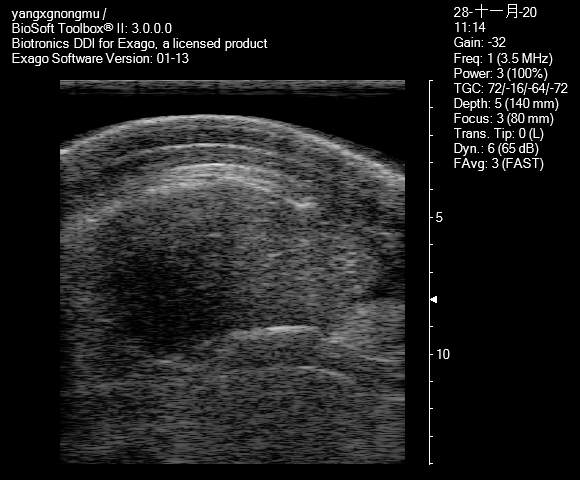 yangxgnongmu /
BioSoft Toolbox® II: 3.0.0.0
Biotronics DDI for Exago, a licensed product
Exago Software Version: 01-13
28-十一月-20
11:14
Gain: -32
Freq: 1 (3.5 MHz)
Power: 3 (100%)
TGC: 72/-16/-64/-72
Depth: 5 (140 mm)
Focus: 3 (80 mm)
Trans. Tip: 0 (L)
Dyn.: 6 (65 dB)
FAvg: 3 (FAST)
5
10